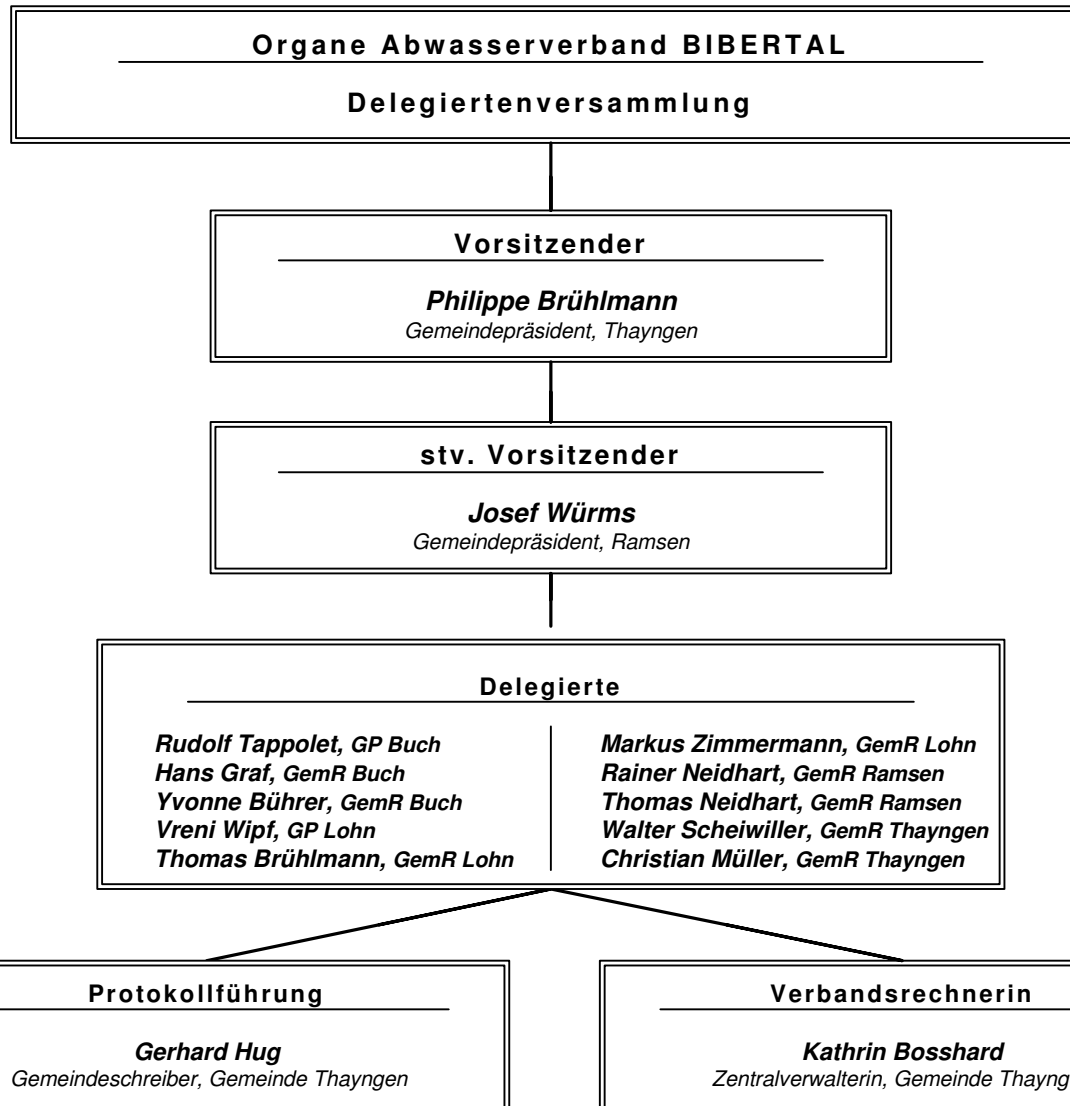 Organe Abwasserverband BIBERTAL
Delegiertenversammlung
Vorsitzender
Philippe Brühlmann
Gemeindepräsident, Thayngen
stv. Vorsitzender
Josef Würms
Gemeindepräsident, Ramsen
Delegierte
Rudolf Tappolet, GP Buch
Hans Graf, GemR Buch
Yvonne Bührer, GemR Buch
Vreni Wipf, GP Lohn
Thomas Brühlmann, GemR Lohn
Markus Zimmermann, GemR Lohn
Rainer Neidhart, GemR Ramsen
Thomas Neidhart, GemR Ramsen
Walter Scheiwiller, GemR Thayngen
Christian Müller, GemR Thayngen
Protokollführung
Gerhard Hug
Gemeindeschreiber, Gemeinde Thayngen
Verbandsrechnerin
Kathrin Bosshard
Zentralverwalterin, Gemeinde